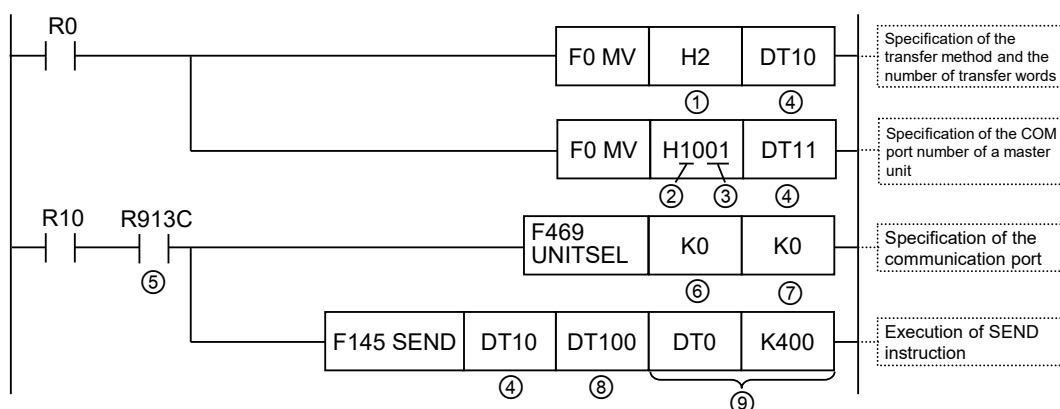 R0
F0 MV H2 DT10
Specification of the
transfer method and the
number of transfer words
① ④
F0 MV H1001 DT11
Specification of the COM
port number of a master
unit
② ③ ④
R10 R913C
F469
UNITSEL
K0 K0
Specification of the
communication port
⑤ ⑥ ⑦
F145 SEND DT10 DT100 DT0 K400
Execution of SEND
instruction
④ ⑧ ⑨